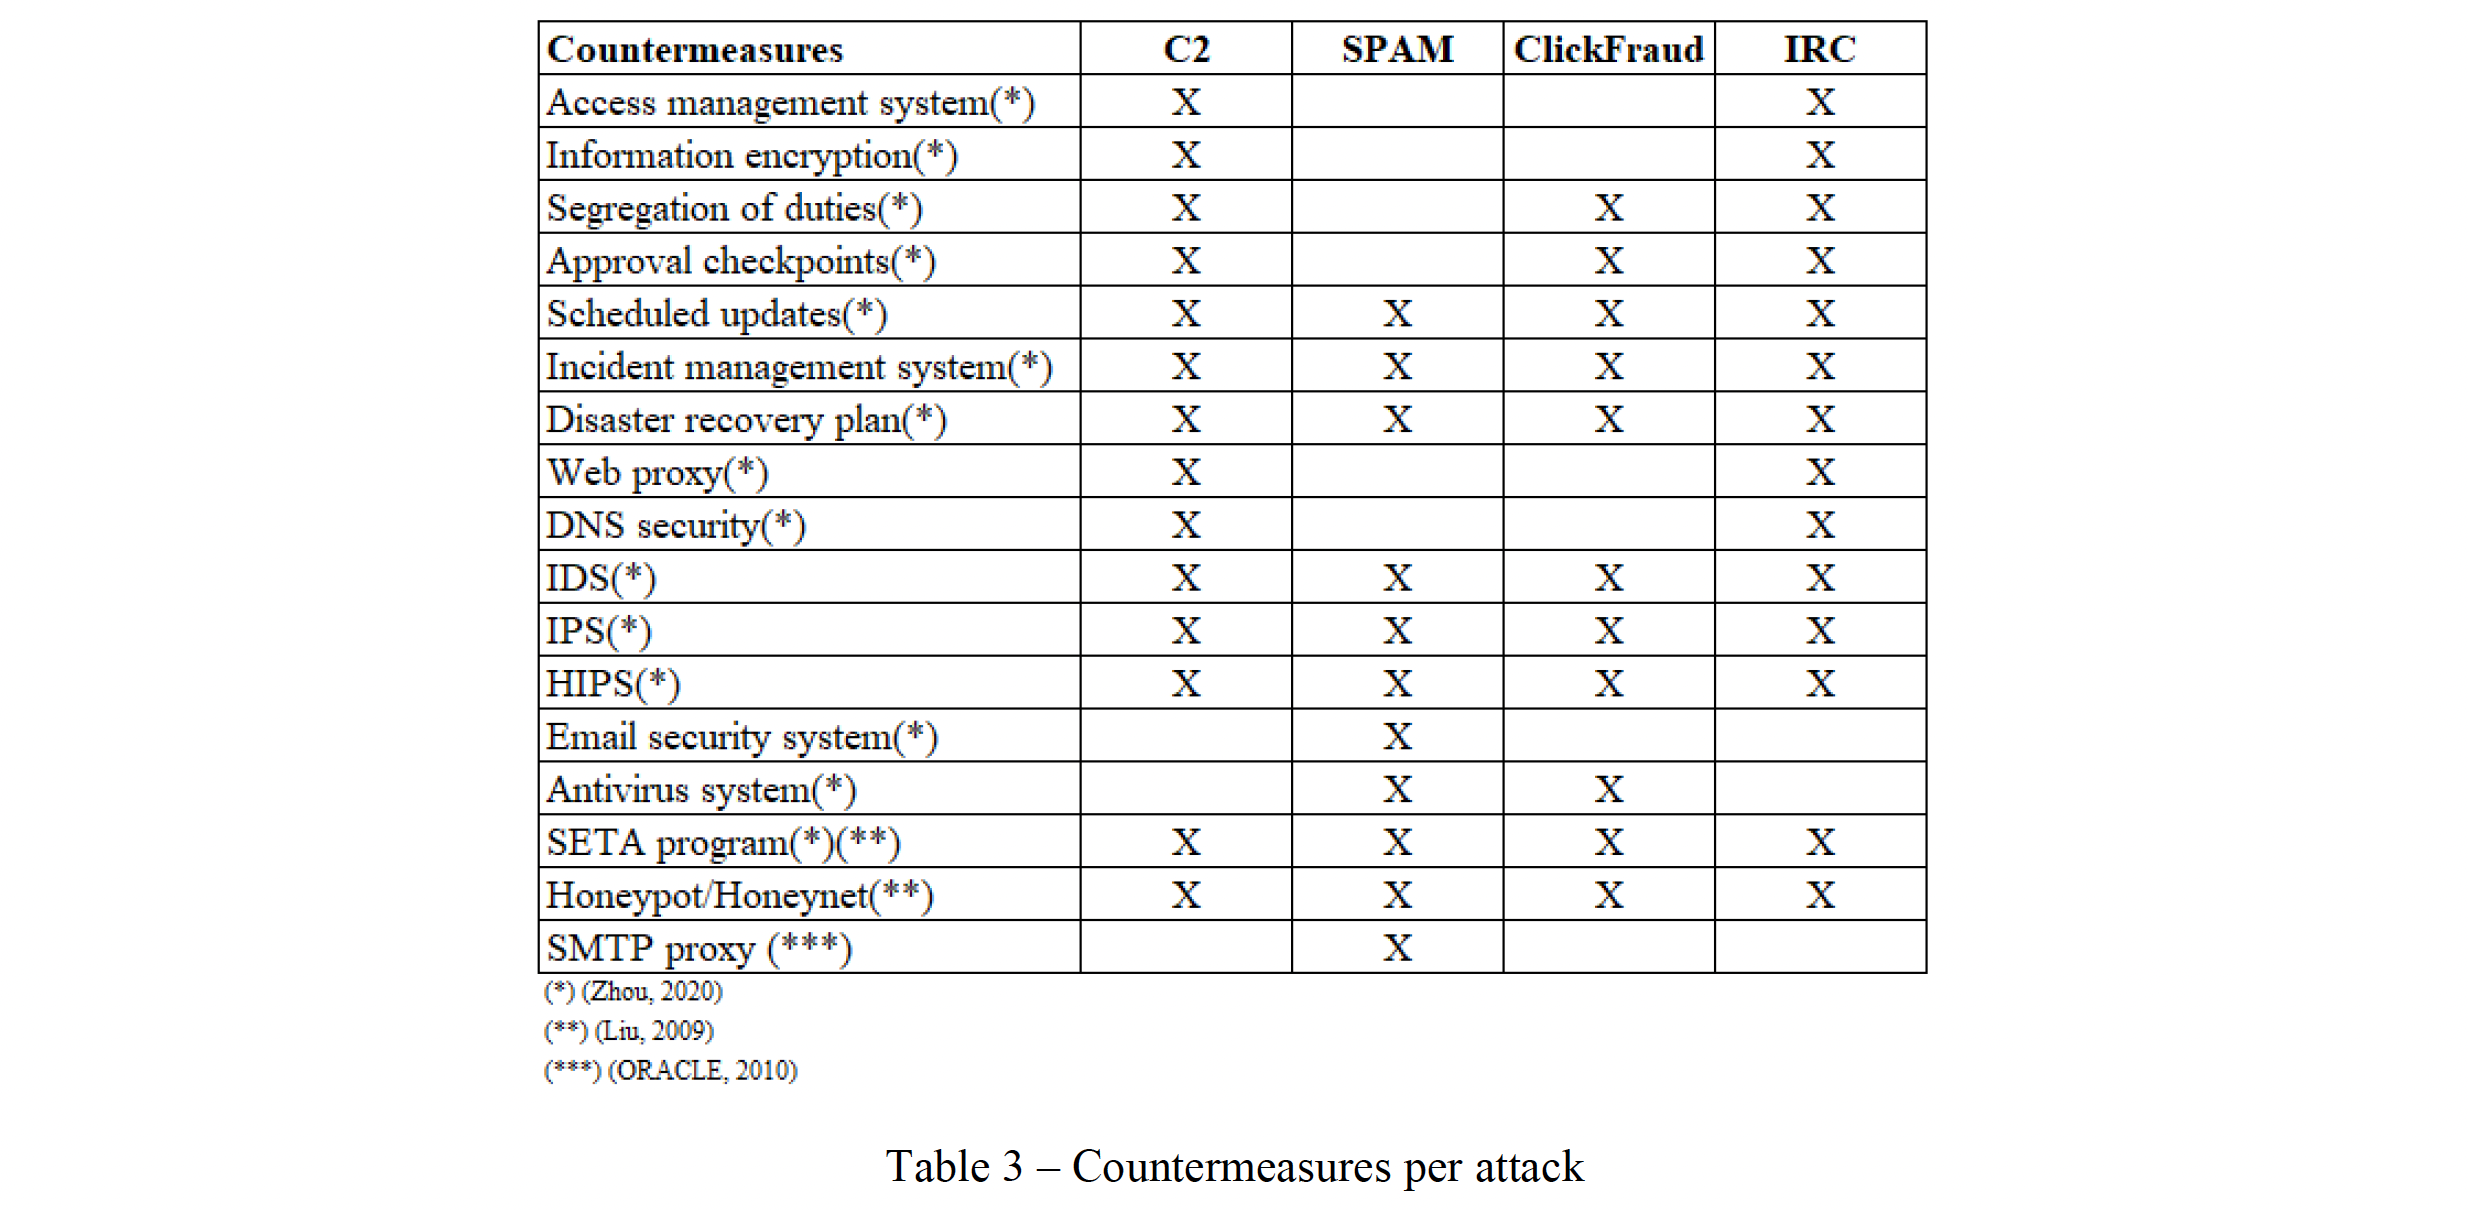 Countermeasures C2 SPAM ClickFraud IRC
Access management system(*) X X
Information encryption(*) X X
Segregation of duties(*) X X X
Approval checkpoints(*) X X X
Scheduled updates(*) X X X X
Incident management system(*) X X X X
Disaster recovery plan(*) X X X X
Web proxy(*) X X
DNS security(*) X X
IDS(*) X X X X
IPS(*) X X X X
HIPS(*) X X X X
Email security system(*) X
Antivirus system(*) X X
SETA program(*)(**) X X X X
Honeypot/Honeynet(**) X X X X
SMTP proxy (***) X
(*) (Zhou, 2020)
(**) (Liu, 2009)
(***) (ORACLE, 2010)
Table 3 – Countermeasures per attack